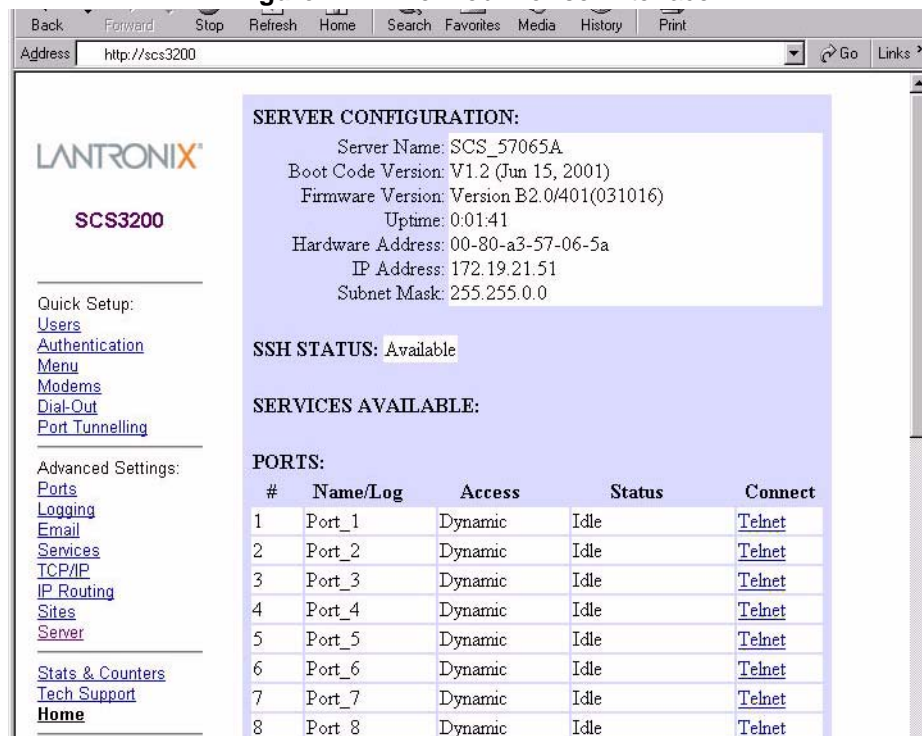 Back Forward Stop Refresh Home Search Favorites Media History Print
Address http://scs3200 Go Links
LANTRONIX
SCS3200
Quick Setup:
Users
Authentication
Menu
Modems
Dial-Out
Port Tunnelling
Advanced Settings:
Ports
Logging
Email
Services
TCP/IP
IP Routing
Sites
Server
Stats & Counters
Tech Support
Home
SERVER CONFIGURATION:
Server Name: SCS_57065A
Boot Code Version: V1.2 (Jun 15, 2001)
Firmware Version: Version B2.0/401(031016)
Uptime: 0:01:41
Hardware Address: 00-80-a3-57-06-5a
IP Address: 172.19.21.51
Subnet Mask: 255.255.0.0
SSH STATUS: Available
SERVICES AVAILABLE:
PORTS:
# Name/Log Access Status Connect
1 Port_1 Dynamic Idle Telnet
2 Port_2 Dynamic Idle Telnet
3 Port_3 Dynamic Idle Telnet
4 Port_4 Dynamic Idle Telnet
5 Port_5 Dynamic Idle Telnet
6 Port_6 Dynamic Idle Telnet
7 Port_7 Dynamic Idle Telnet
8 Port 8 Dynamic Idle Telnet